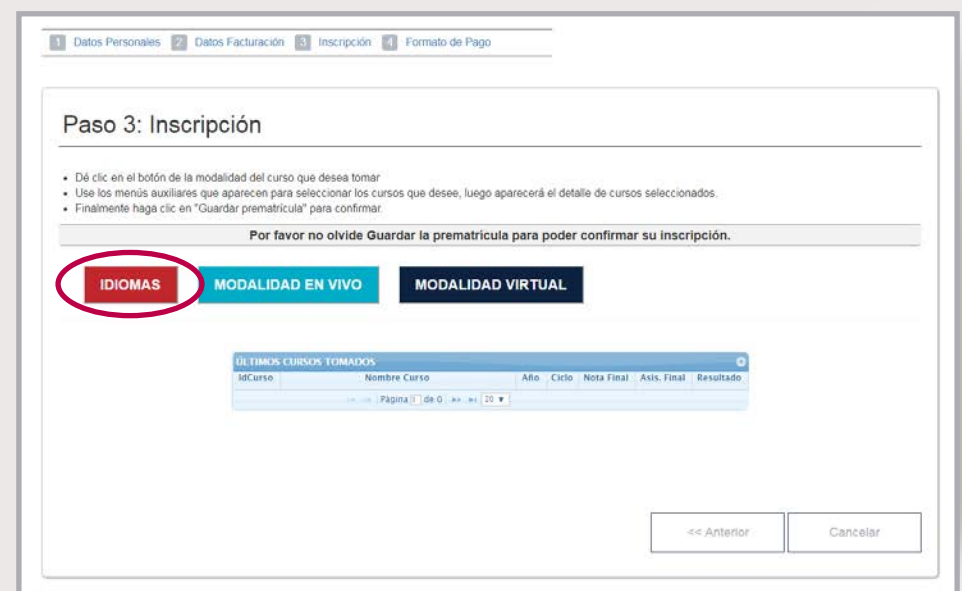 1 Datos Personales 2 Datos Facturación 3 Inscripción 4 Formato de Pago
Paso 3: Inscripción
• Dé clic en el botón de la modalidad del curso que desea tomar
• Use los menús auxiliares que aparecen para seleccionar los cursos que desee, luego aparecerá el detalle de cursos seleccionados.
• Finalmente haga clic en "Guardar prematrícula" para confirmar.
Por favor no olvide Guardar la prematrícula para poder confirmar su inscripción.
IDIOMAS MODALIDAD EN VIVO MODALIDAD VIRTUAL
ÚLTIMOS CURSOS TOMADOS
IdCurso Nombre Curso Año Ciclo Nota Final Asis. Final Resultado
Página 1 de 0 20
<< Anterior Cancelar